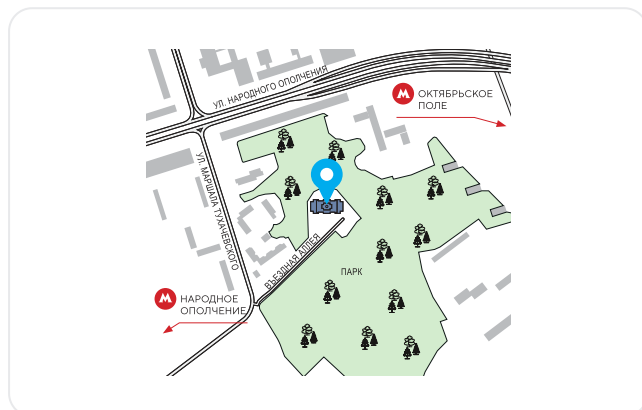 УЛ. НАРОДНОГО ОПОЛЧЕНИЯ
М ОКТЯБРЬСКОЕ
ПОЛЕ
УЛ. МАРШАЛА ТУХАЧЕВСКОГО
ВЪЕЗДНАЯ АЛЛЕЯ
ПАРК
М НАРОДНОЕ
ОПОЛЧЕНИЕ